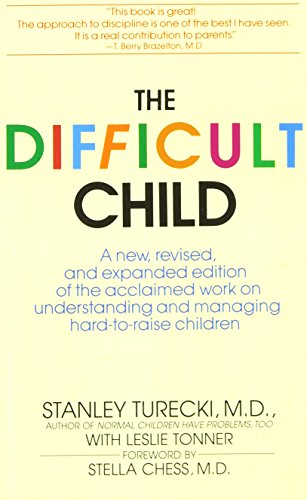 "This book is great!
The approach to discipline is one of the best I have seen.
It is a real contribution to parents"
—T. Berry Brazelton, M.D.
THE
DIFFICULT
CHILD
A new, revised,
and expanded edition
of the acclaimed work on
understanding and managing
hard-to-raise children
STANLEY TURECKI, M.D.,
AUTHOR OF NORMAL CHILDREN HAVE PROBLEMS, TOO
WITH LESLIE TONNER
FOREWORD BY
STELLA CHESS, M.D.